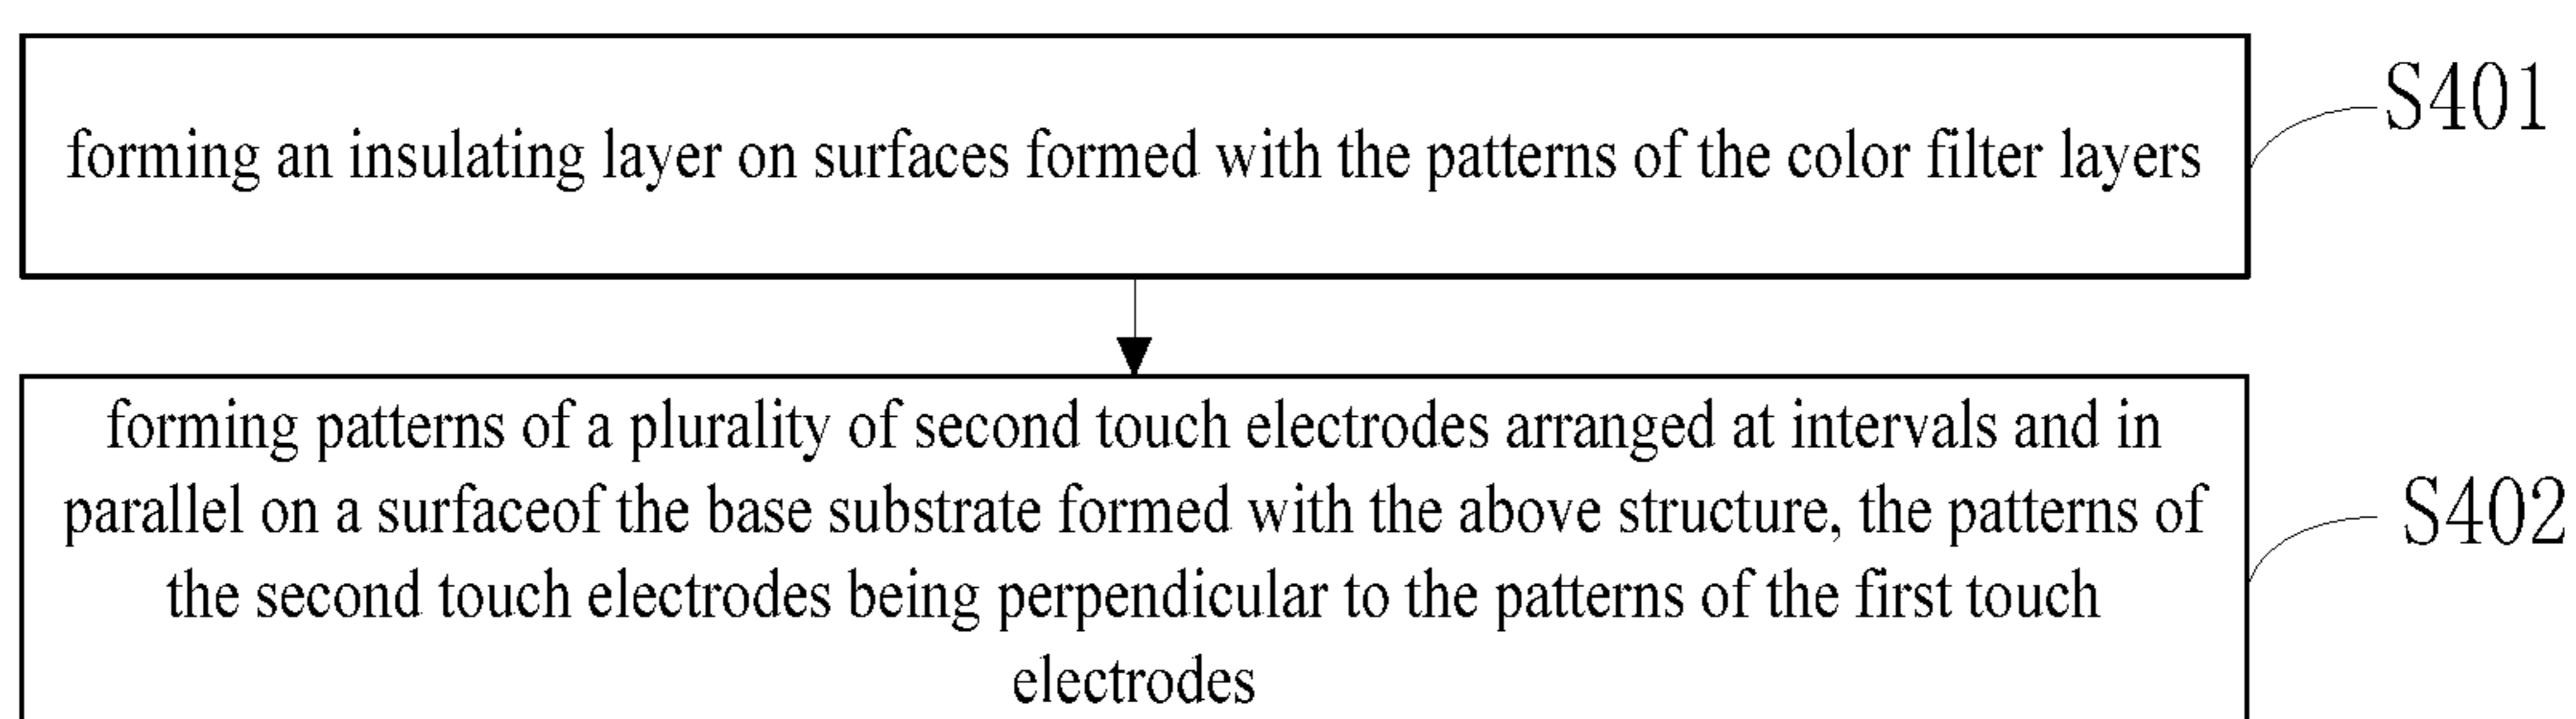 forming an insulating layer on surfaces formed with the patterns of the color filter layers
S401
forming patterns of a plurality of second touch electrodes arranged at intervals and in
parallel on a surfaceof the base substrate formed with the above structure, the patterns of
the second touch electrodes being perpendicular to the patterns of the first touch
electrodes
S402